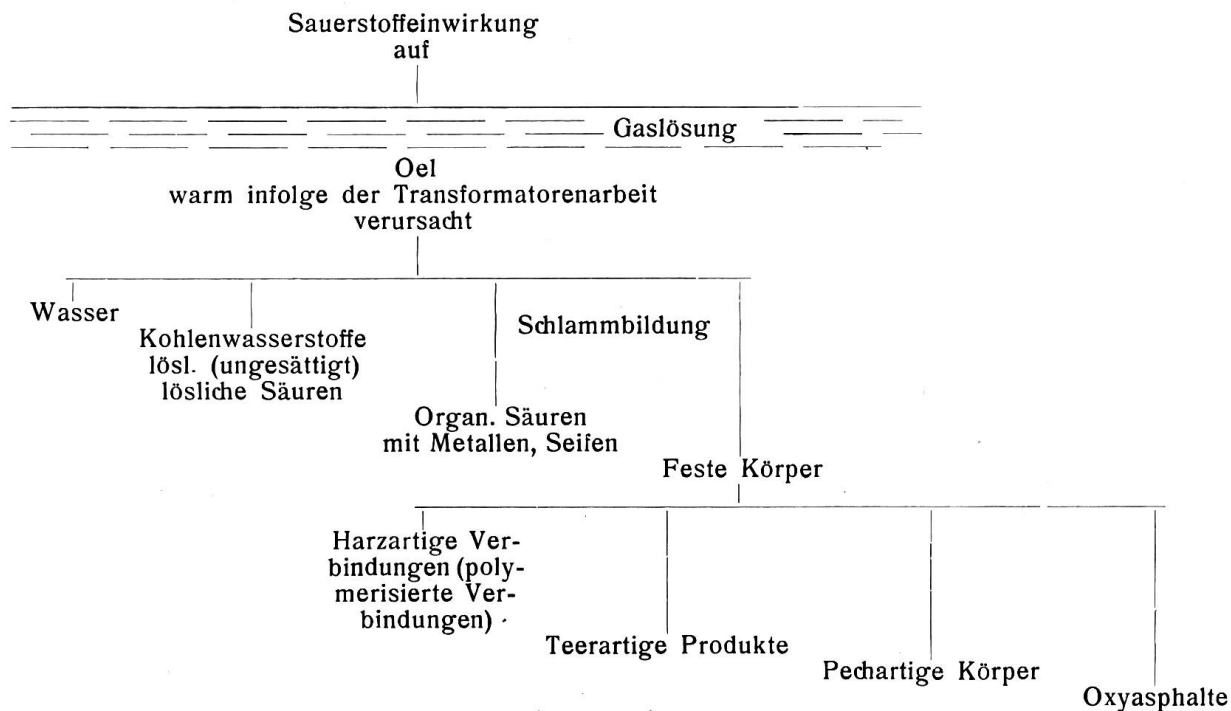 Sauerstoffeinwirkung
auf
Gaslösung
Oel
warm infolge der Transformatorenarbeit
verursacht
Wasser
Kohlenwasserstoffe
lösl. (ungesättigt)
lösliche Säuren
Schlammbildung
Organ. Säuren
mit Metallen, Seifen
Feste Körper
Harzartige Ver-
bindungen (poly-
merisierte Ver-
bindungen)
Teerartige Produkte
Pechartige Körper
Oxyasphalte